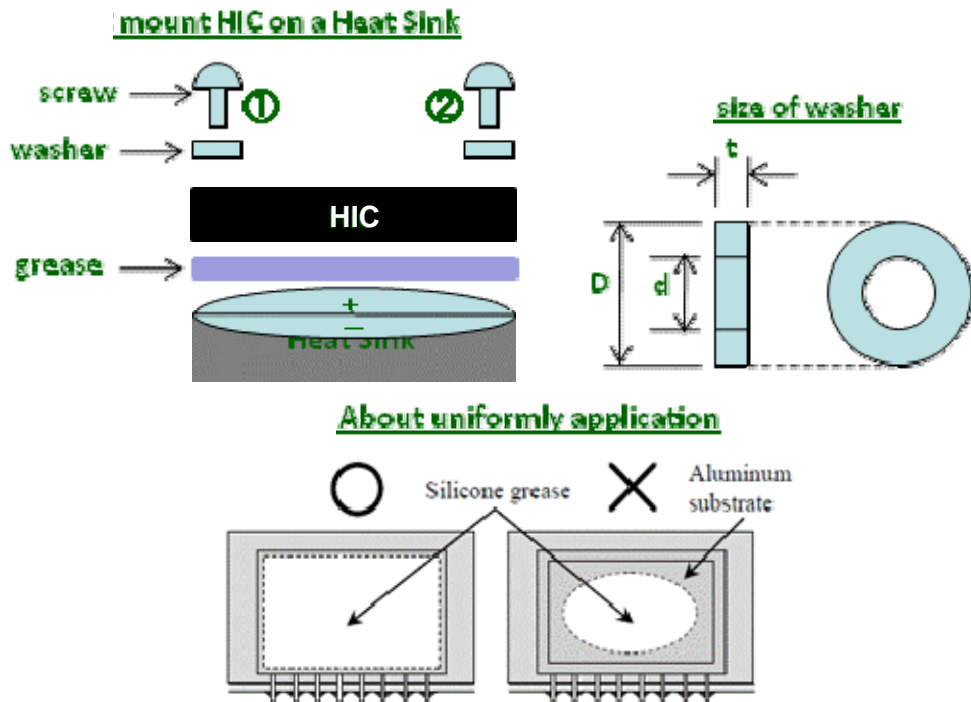 mount HIC on a Heat Sink
screw
①
②
washer
HIC
grease
+
−
Heat Sink
size of washer
t
D
d
About uniformly application
Silicone grease
Aluminum
substrate